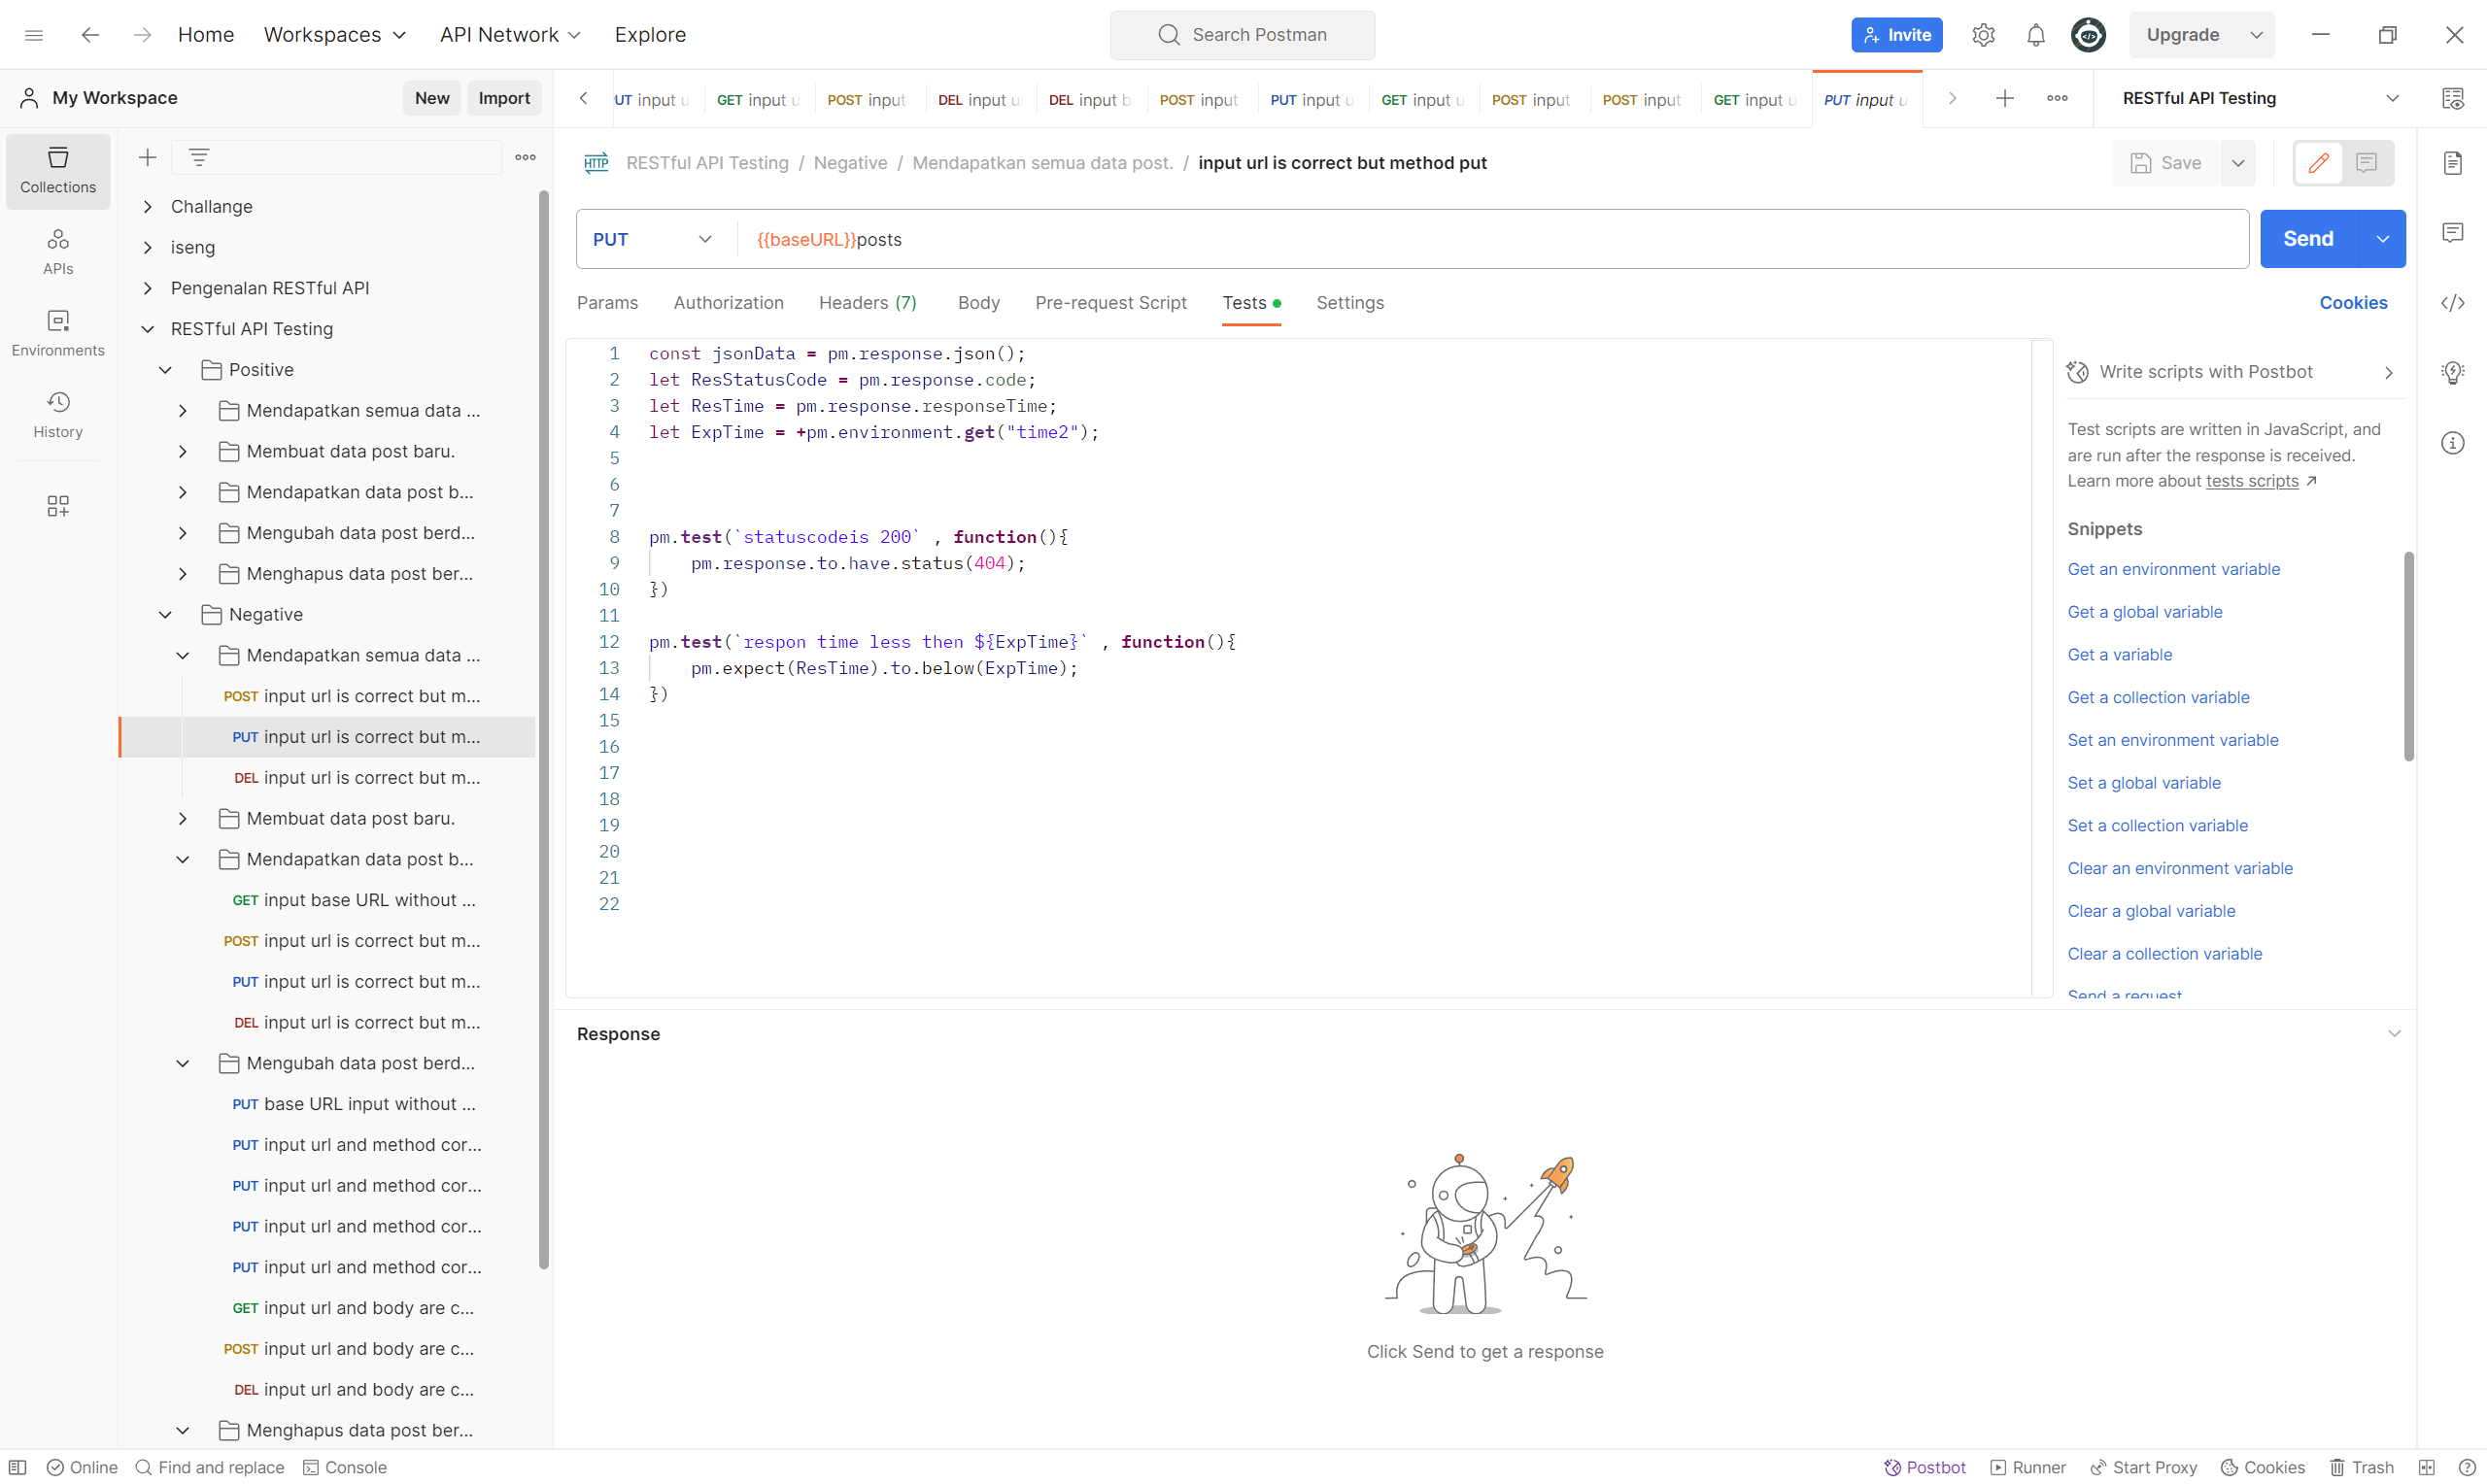 Home Workspaces API Network Explore Search Postman Invite Upgrade
My Workspace New Import
UT input u GET input u POST input DEL input u DEL input b POST input PUT input u GET input u POST input POST input GET input u PUT input u RESTful API Testing
Collections
APIs
Environments
History
Challange
iseng
Pengenalan RESTful API
RESTful API Testing
Positive
Mendapatkan semua data ...
Membuat data post baru.
Mendapatkan data post b...
Mengubah data post berd...
Menghapus data post ber...
Negative
Mendapatkan semua data ...
POST input url is correct but m...
PUT input url is correct but m...
DEL input url is correct but m...
Membuat data post baru.
Mendapatkan data post b...
GET input base URL without ...
POST input url is correct but m...
PUT input url is correct but m...
DEL input url is correct but m...
Mengubah data post berd...
PUT base URL input without ...
PUT input url and method cor...
PUT input url and method cor...
PUT input url and method cor...
PUT input url and method cor...
GET input url and body are c...
POST input url and body are c...
DEL input url and body are c...
Menghapus data post ber...
HTTP RESTful API Testing / Negative / Mendapatkan semua data post. / input url is correct but method put Save
PUT {{baseURL}}posts Send
Params Authorization Headers (7) Body Pre-request Script Tests Settings Cookies
1 const jsonData = pm.response.json();
2 let ResStatusCode = pm.response.code;
3 let ResTime = pm.response.responseTime;
4 let ExpTime = +pm.environment.get("time2");
5
6
7
8 pm.test(`statuscodeis 200` , function(){
9 pm.response.to.have.status(404);
10 })
11
12 pm.test(`respon time less then ${ExpTime}` , function(){
13 pm.expect(ResTime).to.below(ExpTime);
14 })
15
16
17
18
19
20
21
22
Write scripts with Postbot
Test scripts are written in JavaScript, and
are run after the response is received.
Learn more about tests scripts
Snippets
Get an environment variable
Get a global variable
Get a variable
Get a collection variable
Set an environment variable
Set a global variable
Set a collection variable
Clear an environment variable
Clear a global variable
Clear a collection variable
Send a request
Response
Click Send to get a response
Online Find and replace Console Postbot Runner Start Proxy Cookies Trash